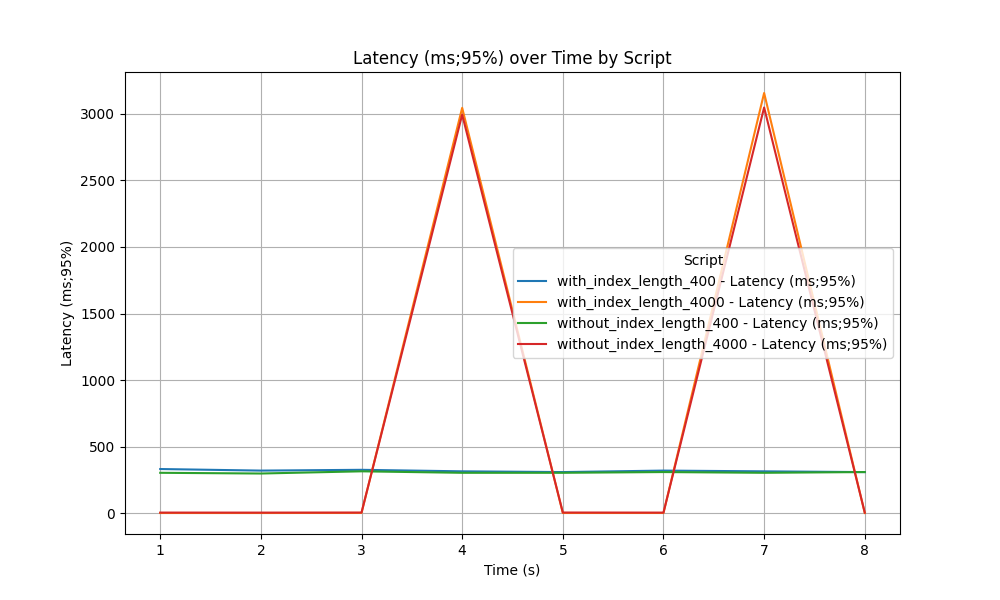 Latency (ms;95%) over Time by Script
3000
2500
2000
1500
1000
500
0
Latency (ms;95%)
Script
with_index_length_400 - Latency (ms;95%)
with_index_length_4000 - Latency (ms;95%)
without_index_length_400 - Latency (ms;95%)
without_index_length_4000 - Latency (ms;95%)
1 2 3 4 5 6 7 8
Time (s)